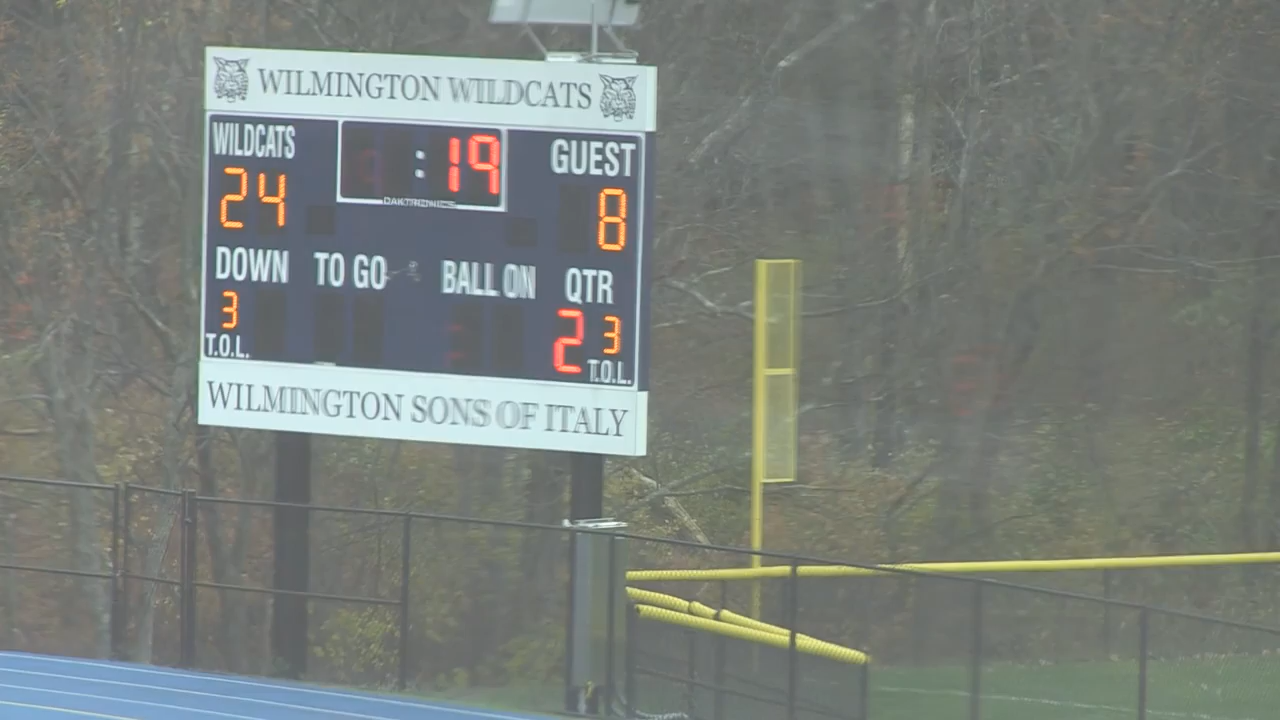 WILMINGTON WILDCATS
WILDCATS :19 GUEST
24 8
DAKTRONICS
DOWN TO GO BALL ON QTR
3 2 3
T.O.L. T.O.L.
WILMINGTON SONS OF ITALY